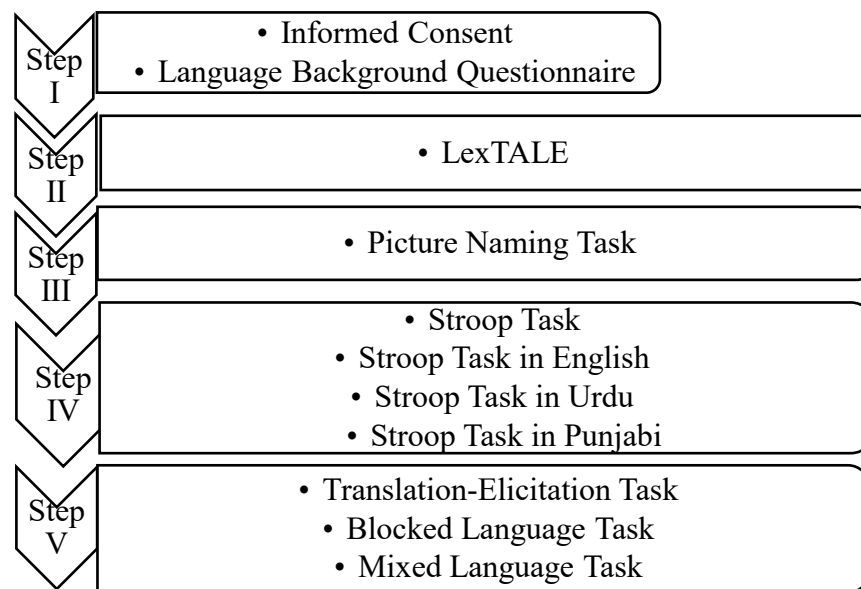 Step
I
• Informed Consent
• Language Background Questionnaire
Step
II
• LexTALE
Step
III
• Picture Naming Task
Step
IV
• Stroop Task
• Stroop Task in English
• Stroop Task in Urdu
• Stroop Task in Punjabi
Step
V
• Translation-Elicitation Task
• Blocked Language Task
• Mixed Language Task